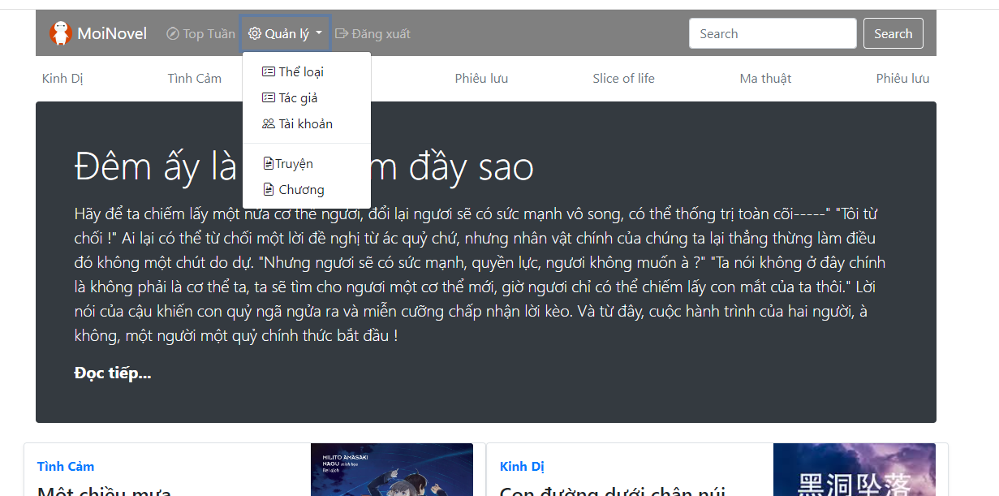 MoiNovel Top Tuần Quản lý Đăng xuất Search Search
Thể loại
Tác giả
Tài khoản
Truyện
Chương
Kinh Dị Tình Cảm Phiêu lưu Slice of life Ma thuật Phiêu lưu
Đêm ấy là m đầy sao
Hãy để ta chiếm lấy một nửa cơ thể ngươi, đổi lại ngươi sẽ có sức mạnh vô song, có thể thống trị toàn cõi-----" "Tôi từ
chối !" Ai lại có thể từ chối một lời đề nghị từ ác quỷ chứ, nhưng nhân vật chính của chúng ta lại thẳng thừng làm điều
đó không một chút do dự. "Nhưng ngươi sẽ có sức mạnh, quyền lực, ngươi không muốn à ?" "Ta nói không ở đây chính
là không phải là cơ thể ta, ta sẽ tìm cho ngươi một cơ thể mới, giờ ngươi chỉ có thể chiếm lấy con mắt của ta thôi." Lời
nói của cậu khiến con quỷ ngã ngửa ra và miễn cưỡng chấp nhận lời kèo. Và từ đây, cuộc hành trình của hai người, à
không, một người một quỷ chính thức bắt đầu !
Đọc tiếp...
Tình Cảm
Một chiều mưa
MILITO AMASAKI
NAGU minh họa
Rei dịch
Kinh Dị
Con đường dưới chân núi
黑洞坠落